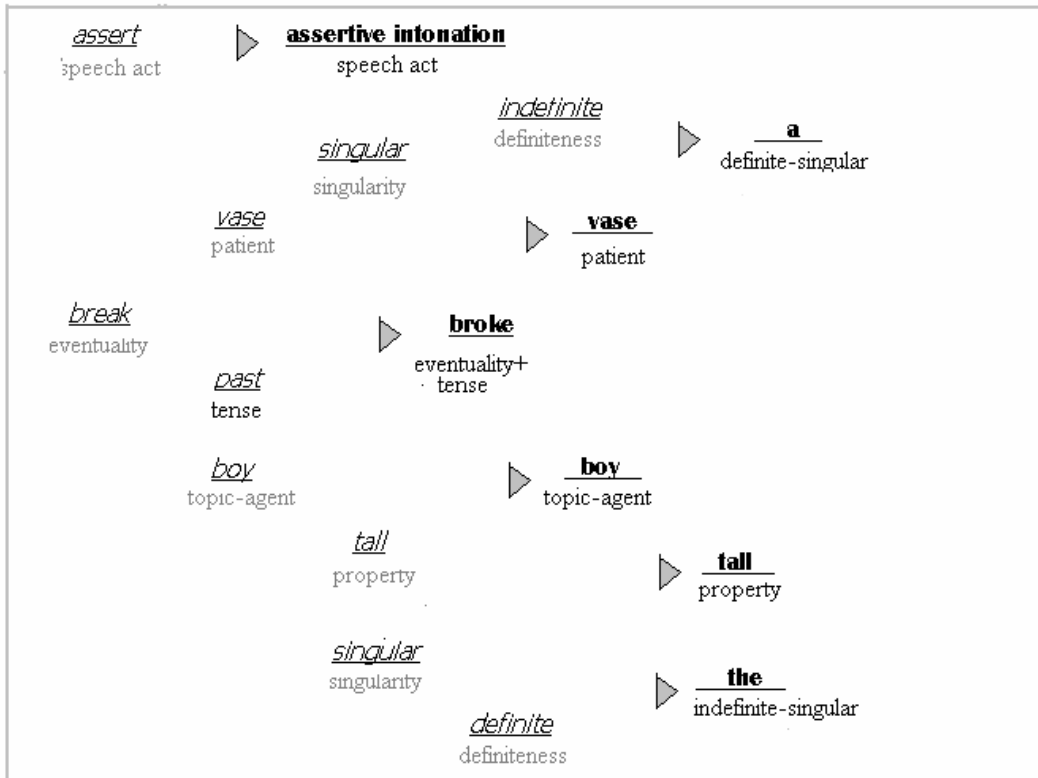 assert
assertive intonation
speech act
speech act
indefinite
definiteness
a
definite-singular
singular
singularity
vase
patient
vase
patient
break
eventuality
broke
eventuality+
tense
past
tense
boy
topic-agent
boy
topic-agent
tall
property
tall
property
singular
singularity
the
indefinite-singular
definite
definiteness